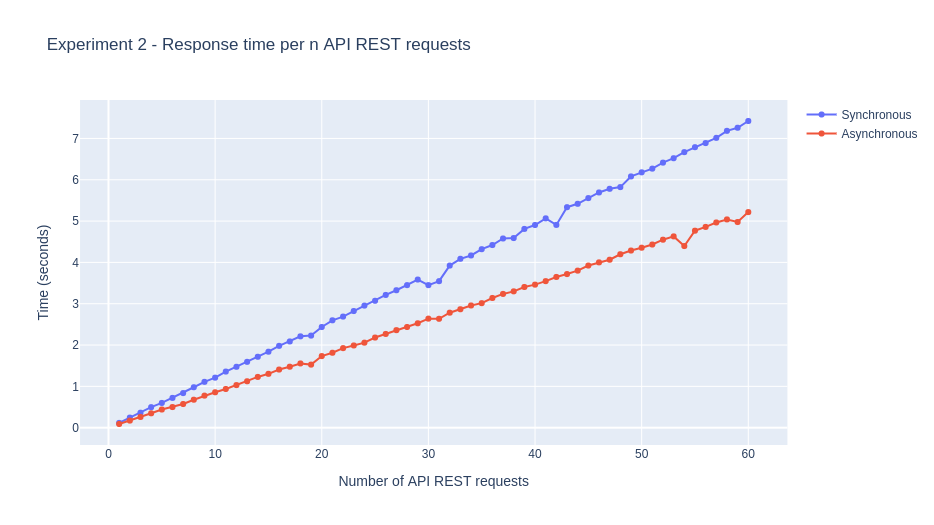 Experiment 2 - Response time per n API REST requests
Synchronous
Asynchronous
7
6
5
4
3
2
1
0
Time (seconds)
0 10 20 30 40 50 60
Number of API REST requests